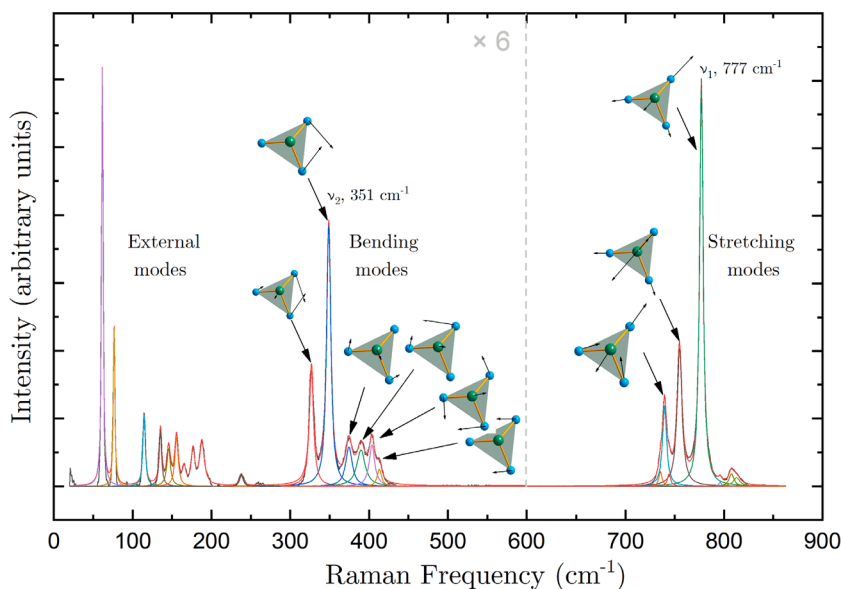 × 6
ν₁, 777 cm⁻¹
ν₂, 351 cm⁻¹
External
modes
Bending
modes
Stretching
modes
Intensity (arbitrary units)
0 100 200 300 400 500 600 700 800 900
Raman Frequency (cm⁻¹)